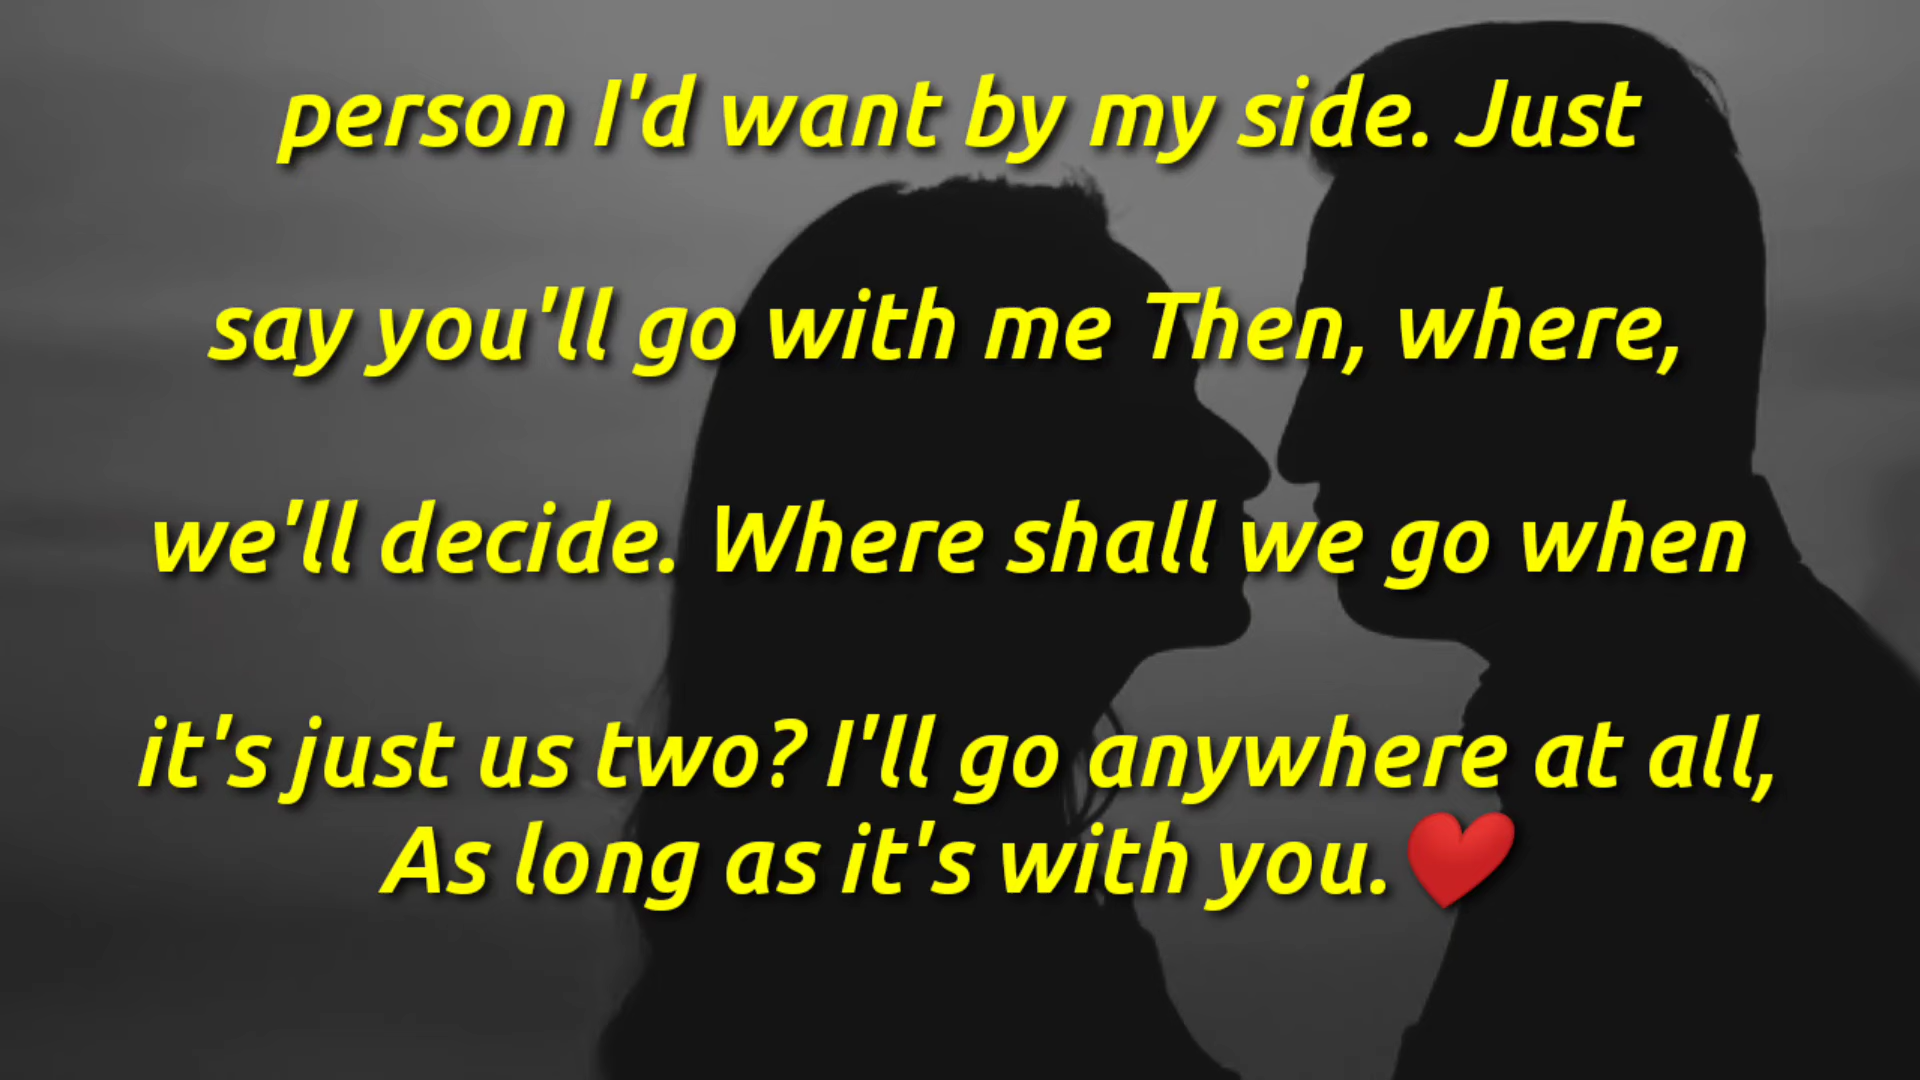 person I'd want by my side. Just
say you'll go with me Then, where,
we'll decide. Where shall we go when
it's just us two? I'll go anywhere at all,
As long as it's with you. ❤️